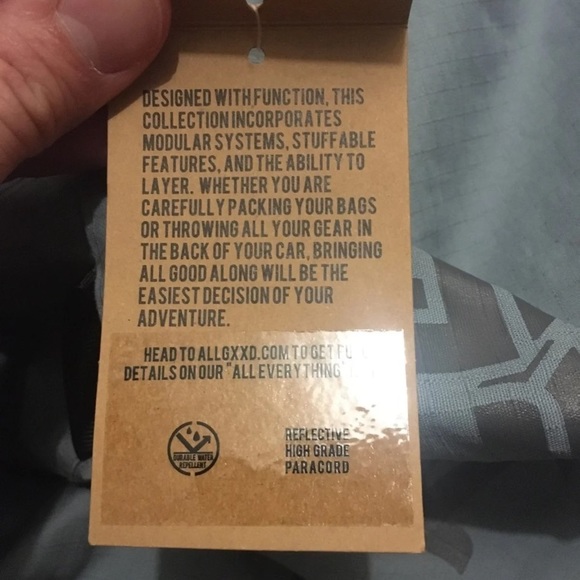 DESIGNED WITH FUNCTION, THIS
COLLECTION INCORPORATES
MODULAR SYSTEMS, STUFFABLE
FEATURES, AND THE ABILITY TO
LAYER. WHETHER YOU ARE
CAREFULLY PACKING YOUR BAGS
OR THROWING ALL YOUR GEAR IN
THE BACK OF YOUR CAR, BRINGING
ALL GOOD ALONG WILL BE THE
EASIEST DECISION OF YOUR
ADVENTURE.
HEAD TO ALLGXXD.COM TO GET
DETAILS ON OUR "ALL EVERYTHING"
DURABLE WATER
REPELLENT
REFLECTIVE
HIGH GRADE
PARACORD